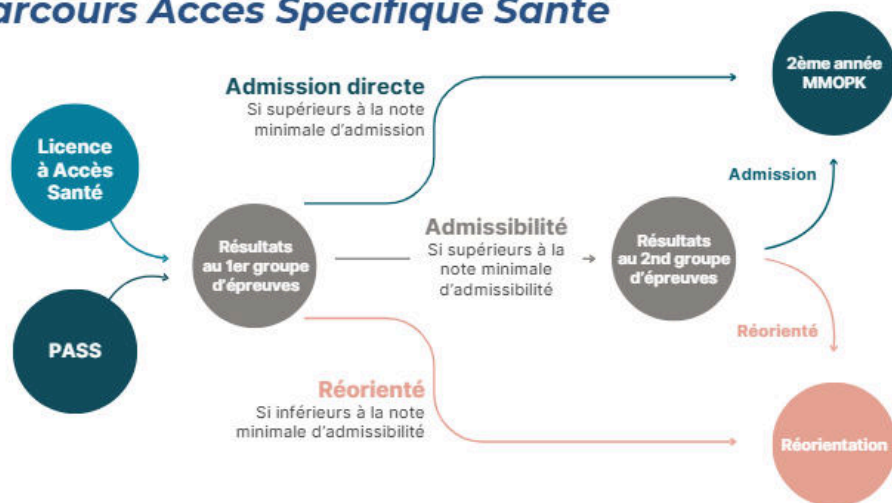 arcours Accès Spécifique Santé
2ème année
MMOPK
Admission directe
Si supérieurs à la note
minimale d'admission
Licence
à Accès
Santé
Admission
Admissibilité
Si supérieurs à la
note minimale
d'admissibilité
Résultats
au 1er groupe
d'épreuves
Résultats
au 2nd groupe
d'épreuves
PASS
Réorienté
Réorienté
Si inférieurs à la note
minimale d'admissibilité
Réorientation